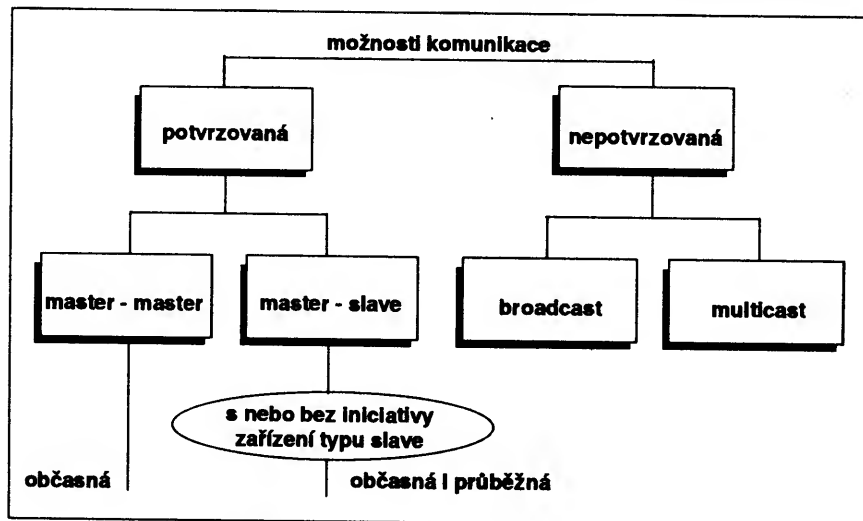 možnosti komunikace
potvrzovaná
nepotvrzovaná
master - master
master - slave
broadcast
multicast
s nebo bez iniciativy
zařízení typu slave
občasná
občasná i průběžná